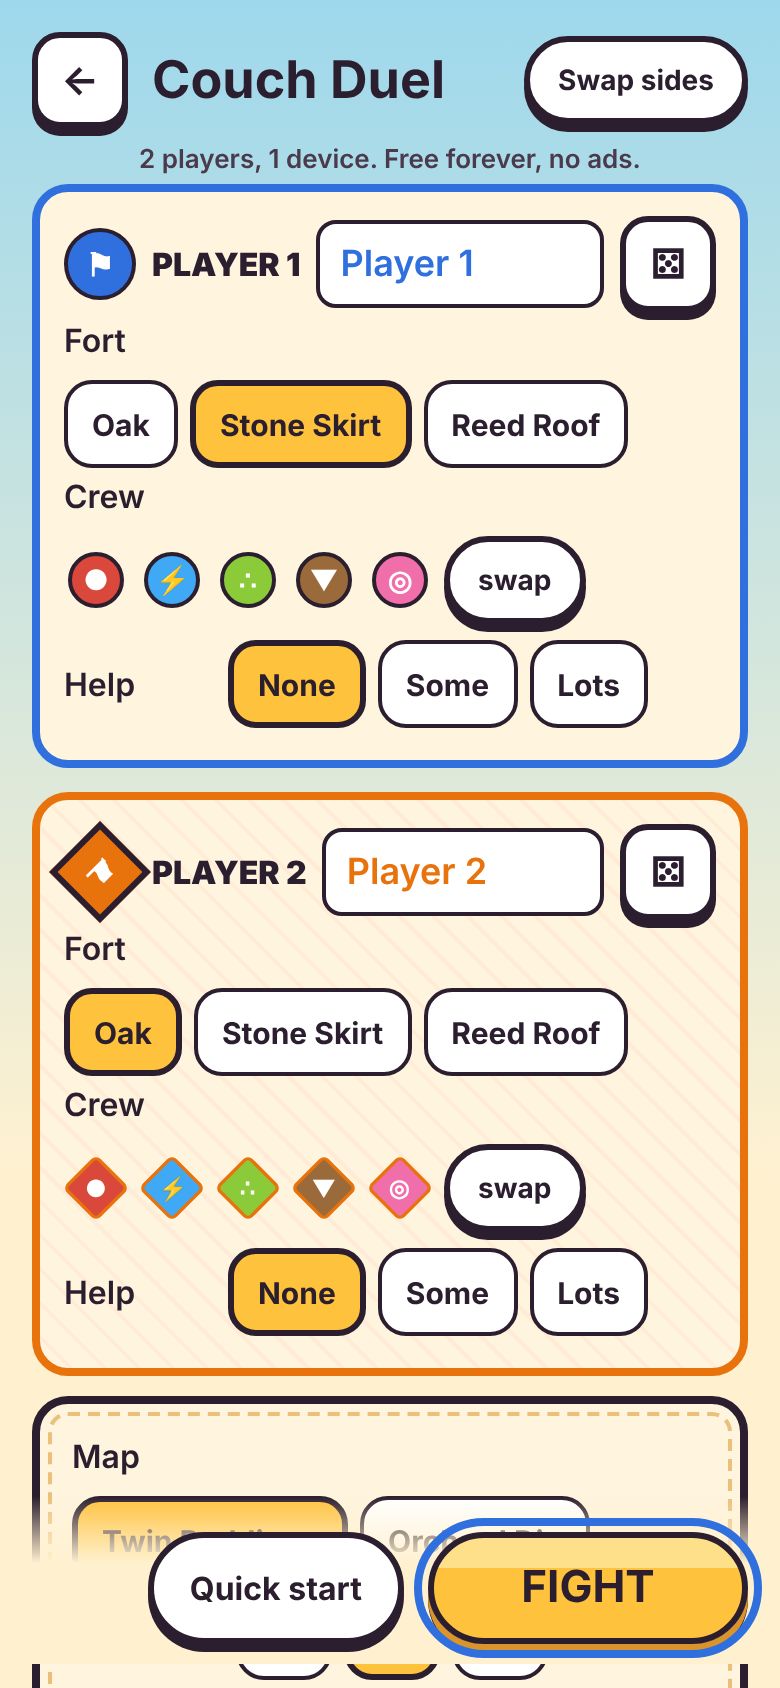 Couch Duel
Swap sides
2 players, 1 device. Free forever, no ads.
PLAYER 1
Player 1
Fort
Oak
Stone Skirt
Reed Roof
Crew
swap
Help
None
Some
Lots
PLAYER 2
Player 2
Fort
Oak
Stone Skirt
Reed Roof
Crew
swap
Help
None
Some
Lots
Map
Twin
Quick start
FIGHT